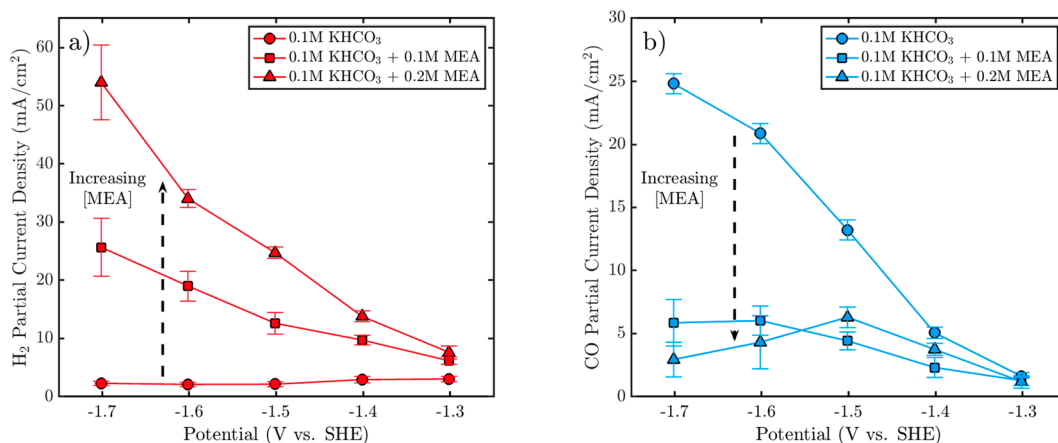 a)
0.1M KHCO₃
0.1M KHCO₃ + 0.1M MEA
0.1M KHCO₃ + 0.2M MEA
Increasing
[MEA]
H₂ Partial Current Density (mA/cm²)
60
50
40
30
20
10
0
-1.7 -1.6 -1.5 -1.4 -1.3
Potential (V vs. SHE)
b)
0.1M KHCO₃
0.1M KHCO₃ + 0.1M MEA
0.1M KHCO₃ + 0.2M MEA
Increasing
[MEA]
CO Partial Current Density (mA/cm²)
30
25
20
15
10
5
0
-1.7 -1.6 -1.5 -1.4 -1.3
Potential (V vs. SHE)